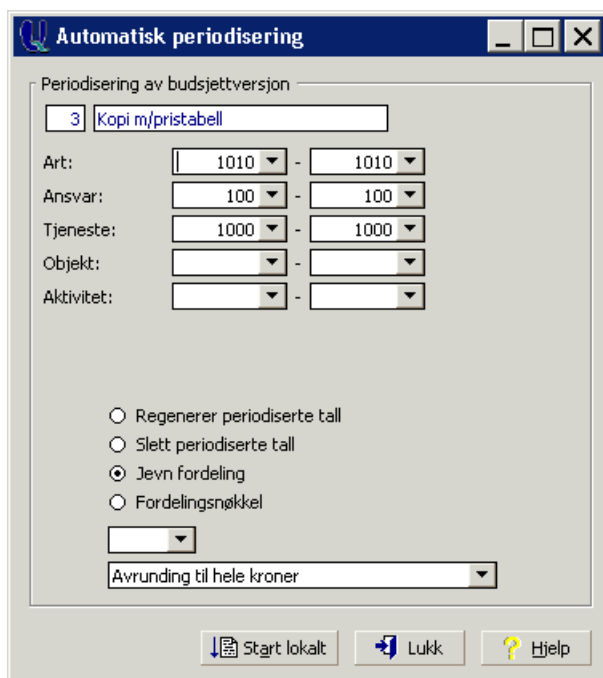 Automatisk periodisering
Periodisering av budsjettversjon
3 Kopi m/pristabell
Art: 1010 - 1010
Ansvar: 100 - 100
Tjeneste: 1000 - 1000
Objekt: -
Aktivitet: -
Regenerer periodiserte tall
Slett periodiserte tall
Jevn fordeling
Fordelingsnøkkel
Avrunding til hele kroner
Start lokalt Lukk ? Hjelp